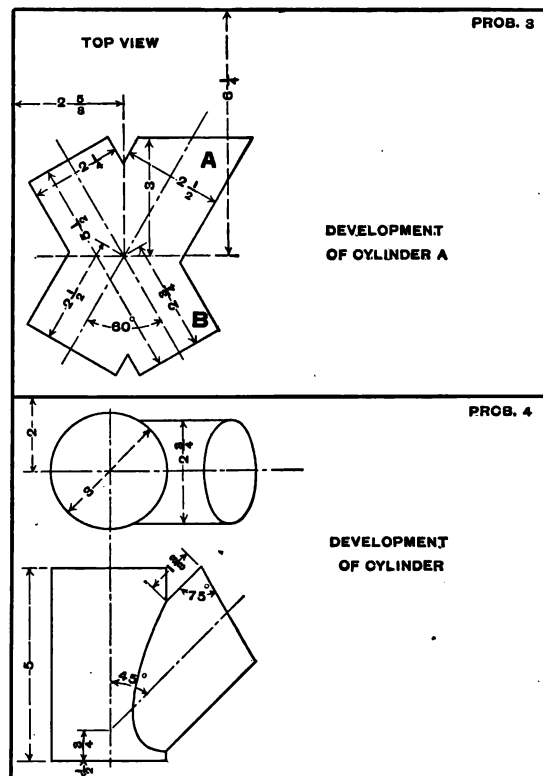 PROB. 3
TOP VIEW
2 5/8
6 1/4
A
2 1/4
3
2 1/2
5 1/2
DEVELOPMENT
OF CYLINDER A
2 1/2
2 3/4
60°
B
PROB. 4
2
3
2 3/4
DEVELOPMENT
OF CYLINDER
75°
5
45°
3/4
1/2